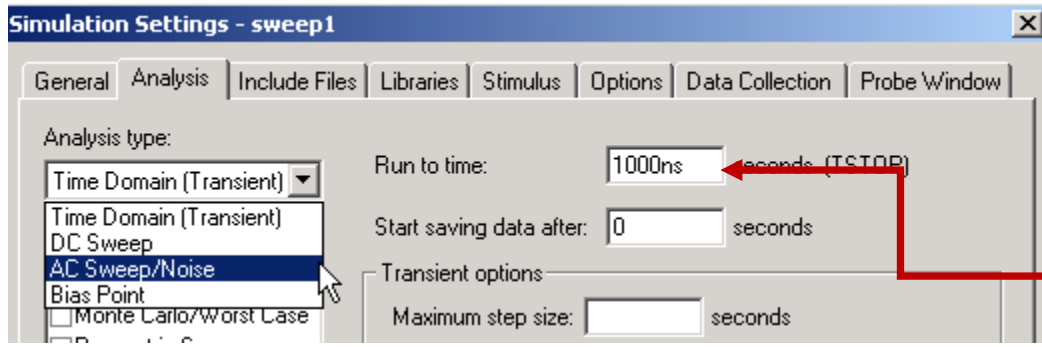 Simulation Settings - sweep1
General Analysis Include Files Libraries Stimulus Options Data Collection Probe Window
Analysis type:
Time Domain (Transient)
Run to time: 1000ns seconds (TSTOP)
Time Domain (Transient)
DC Sweep
Start saving data after: 0 seconds
AC Sweep/Noise
Transient options
Bias Point
Monte Carlo/Worst Case
Maximum step size: seconds